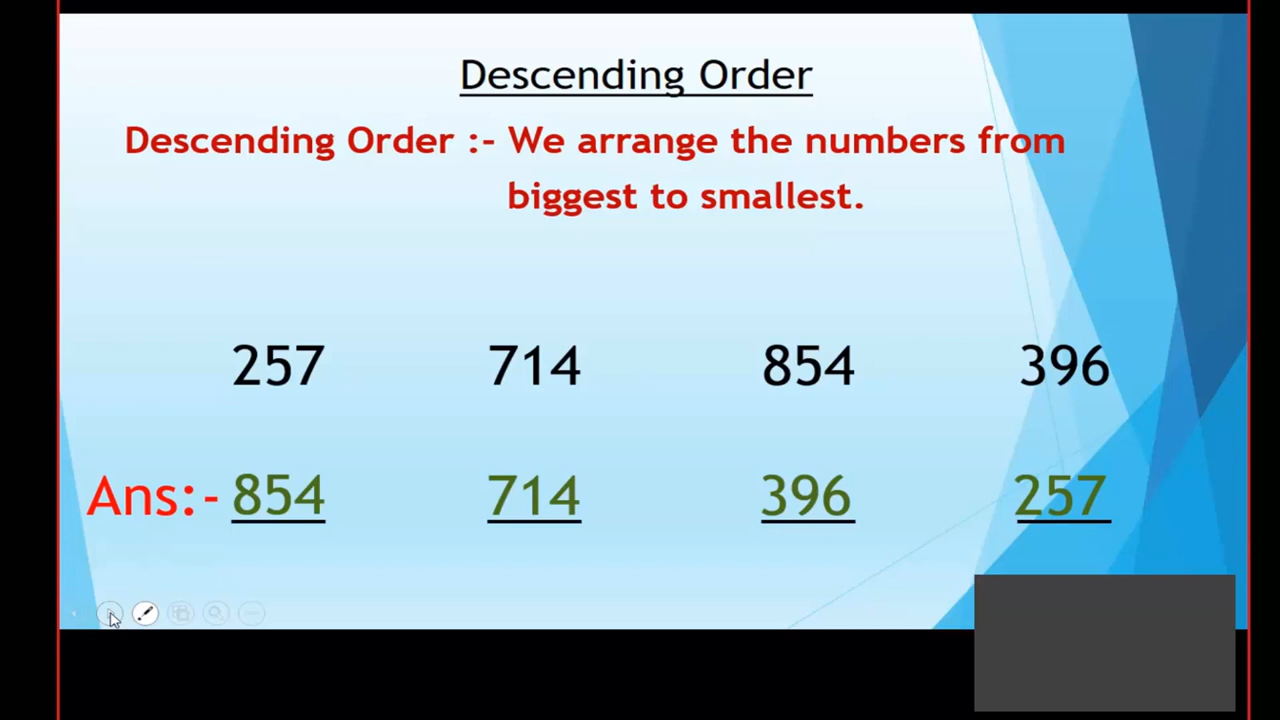 Descending Order
Descending Order :- We arrange the numbers from
biggest to smallest.
257 714 854 396
Ans:- 854 714 396 257